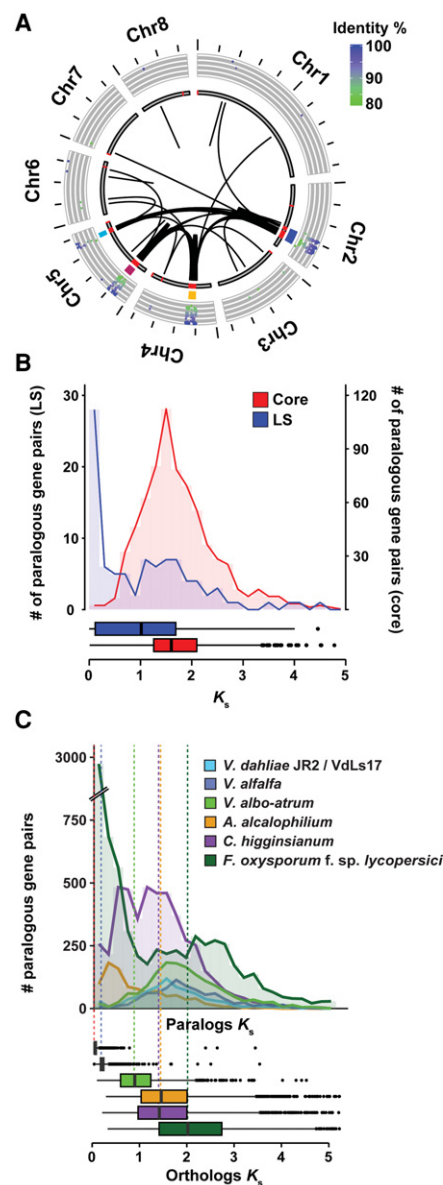 A
Identity %
100
90
80
Chr1
Chr2
Chr3
Chr4
Chr5
Chr6
Chr7
Chr8
B
# of paralogous gene pairs (LS)
30
20
10
0
Core
LS
# of paralogous gene pairs (core)
120
90
60
30
0
0 1 2 3 4 5
Ks
C
# paralogous gene pairs
3000
750
500
250
0
V. dahliae JR2 / VdLs17
V. alfalfa
V. albo-atrum
A. alcalophilium
C. higginsianum
F. oxysporum f. sp. lycopersici
Paralogs Ks
0 1 2 3 4 5
Orthologs Ks